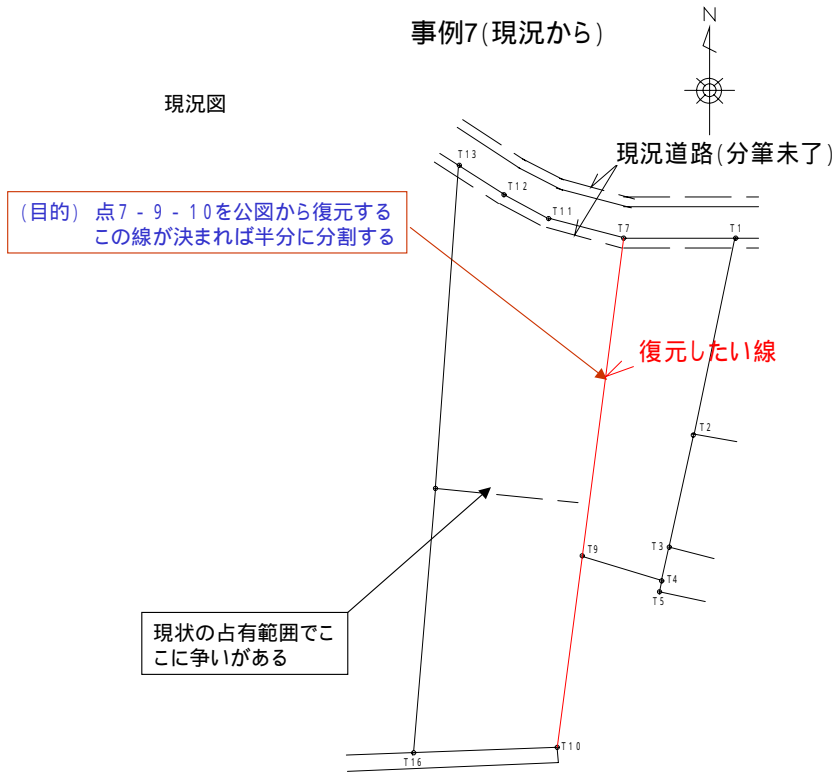 事例7(現況から)
N
現況図
現況道路(分筆未了)
T13
T12
T11
T7
T1
(目的) 点7-9-10を公図から復元する
この線が決まれば半分に分割する
復元したい線
T2
T3
T9
T4
T5
現状の占有範囲でこ
こに争いがある
T10
T16